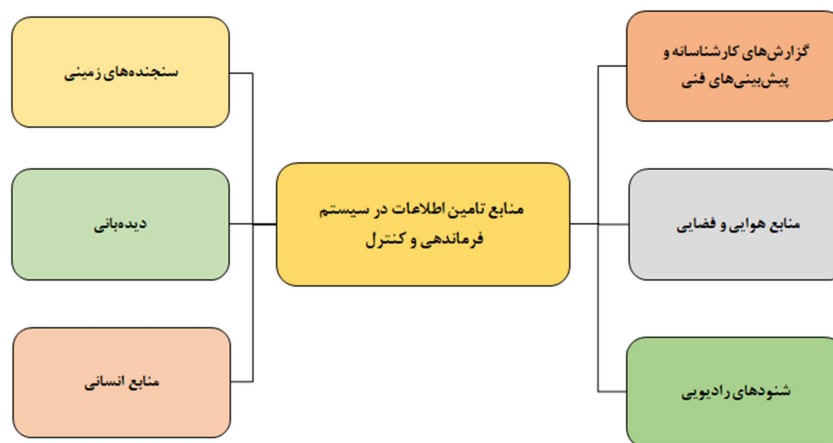 گزارش‌های کارشناسانه و
پیش‌بینی‌های فنی
سنجنده‌های زمینی
منابع تامین اطلاعات در سیستم
فرماندهی و کنترل
منابع هوایی و فضایی
دیده‌بانی
شنودهای رادیویی
منابع انسانی